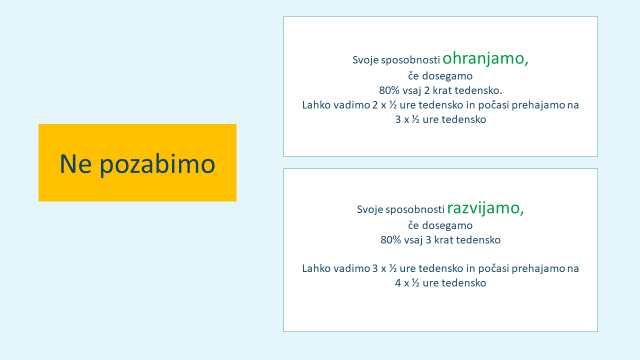 Ne pozabimo
Svoje sposobnosti ohranjamo,
če dosegamo
80% vsaj 2 krat tedensko.
Lahko vadimo 2 x ½ ure tedensko in počasi prehajamo na
3 x ½ ure tedensko
Svoje sposobnosti razvijamo,
če dosegamo
80% vsaj 3 krat tedensko
Lahko vadimo 3 x ½ ure tedensko in počasi prehajamo na
4 x ½ ure tedensko